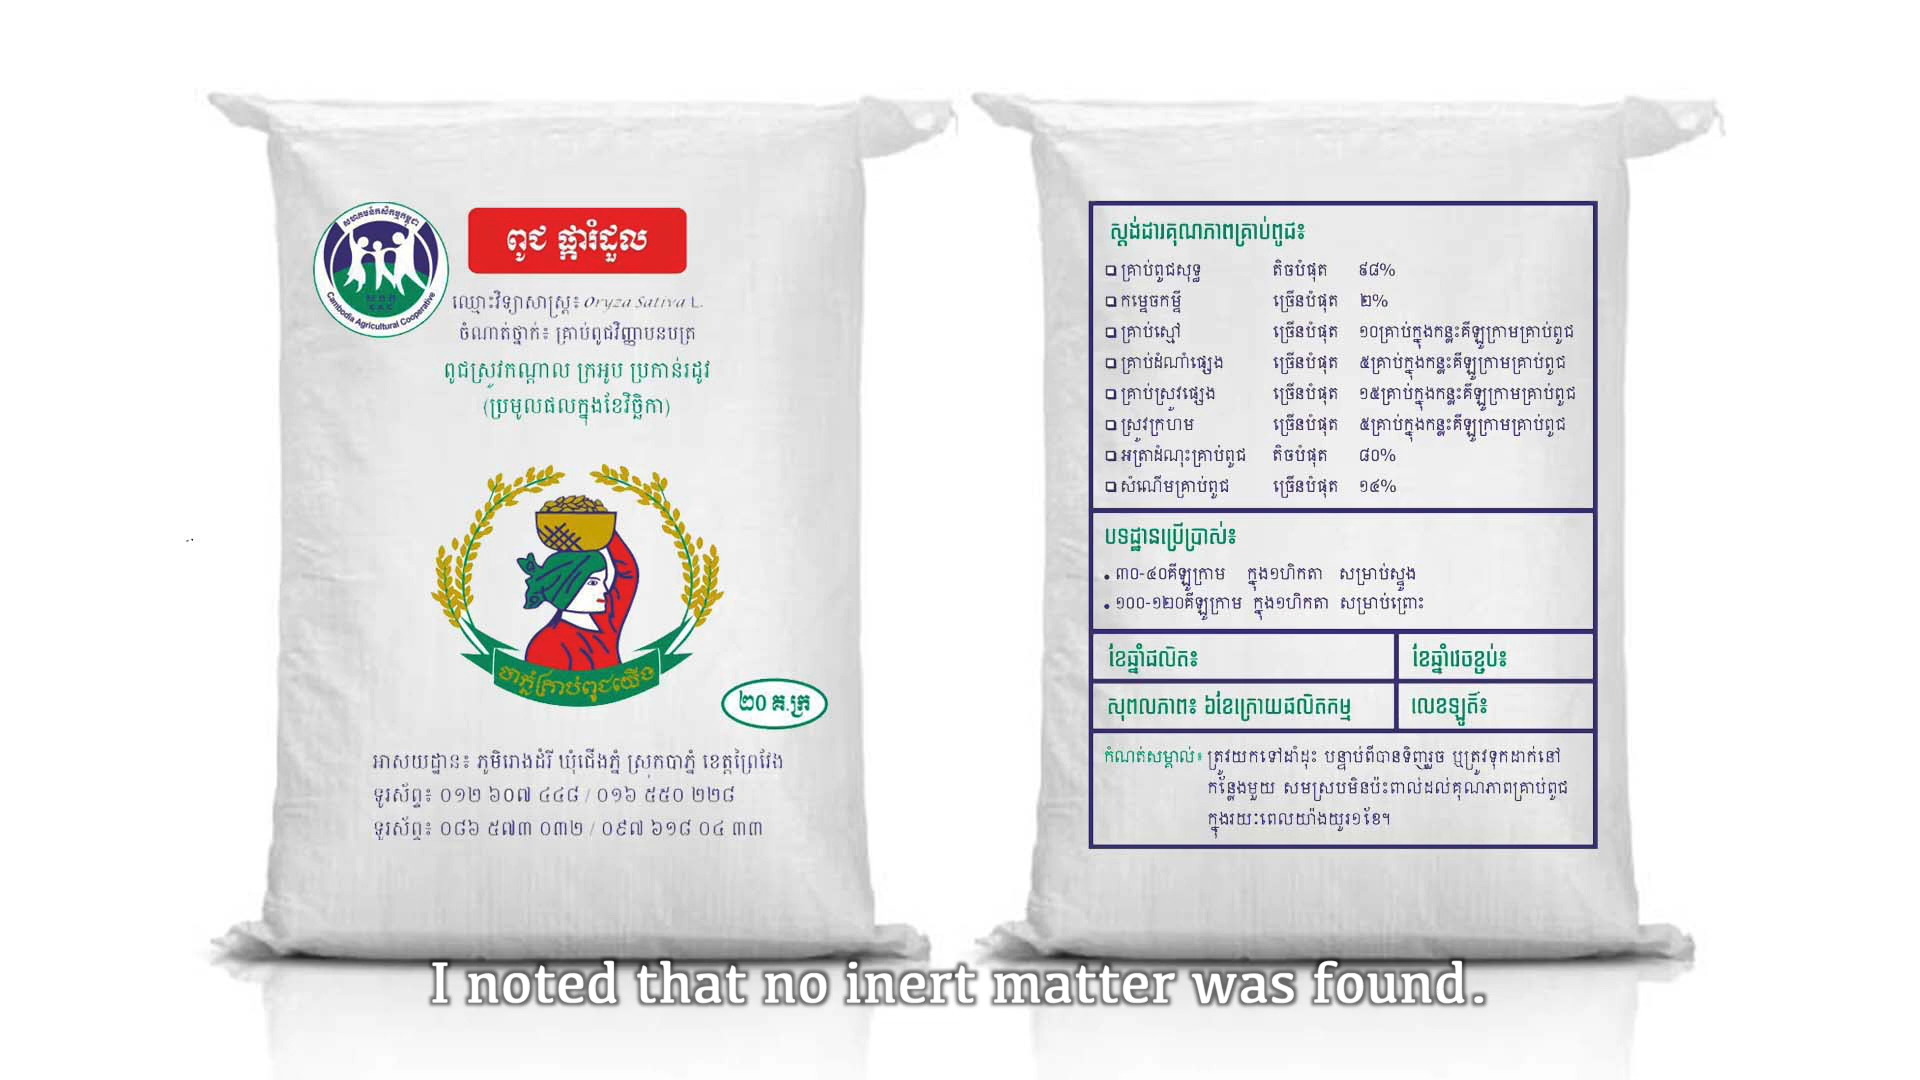 សហគមន៍កសិកម្មកម្ពុជា
ស.ក.ក
C.A.C
Cambodia Agricultural Cooperative
ពូជ ផ្ការំដួល
ឈ្មោះវិទ្យាសាស្ត្រ៖ Oryza Sativa L.
ចំណាត់ថ្នាក់៖ គ្រាប់ពូជវិញ្ញាបនបត្រ
ពូជស្រូវកណ្តាល ក្រអូប ប្រកាន់រដូវ
(ប្រមូលផលក្នុងខែវិច្ឆិកា)
បាភ្នំគ្រាប់ពូជយើង
២០ គ.ក្រ
អាសយដ្ឋាន៖ ភូមិរោងដំរី ឃុំជើងភ្នំ ស្រុកបាភ្នំ ខេត្តព្រៃវែង
ទូរស័ព្ទ៖ ០១២ ៦០៧ ៤៤៨ / ០១៦ ៥៥០ ២២៨
ទូរស័ព្ទ៖ ០៨៦ ៥៧៣ ០៣២ / ០៩៧ ៦១៨ ០៤ ៣៣
ស្តង់ដារគុណភាពគ្រាប់ពូជ៖
គ្រាប់ពូជសុទ្ធ តិចបំផុត ៩៨%
កម្ទេចកម្ទី ច្រើនបំផុត ២%
គ្រាប់ស្មៅ ច្រើនបំផុត ១០គ្រាប់ក្នុងកន្លះគីឡូក្រាមគ្រាប់ពូជ
គ្រាប់ដំណាំផ្សេង ច្រើនបំផុត ៥គ្រាប់ក្នុងកន្លះគីឡូក្រាមគ្រាប់ពូជ
គ្រាប់ស្រូវផ្សេង ច្រើនបំផុត ១៥គ្រាប់ក្នុងកន្លះគីឡូក្រាមគ្រាប់ពូជ
ស្រូវក្រហម ច្រើនបំផុត ៥គ្រាប់ក្នុងកន្លះគីឡូក្រាមគ្រាប់ពូជ
អត្រាដំណុះគ្រាប់ពូជ តិចបំផុត ៨០%
សំណើមគ្រាប់ពូជ ច្រើនបំផុត ១៤%
បទដ្ឋានប្រើប្រាស់៖
• ៣០-៤០គីឡូក្រាម ក្នុង១ហិកតា សម្រាប់ស្ទូង
• ១០០-១២០គីឡូក្រាម ក្នុង១ហិកតា សម្រាប់ព្រោះ
ខែឆ្នាំផលិត៖ ខែឆ្នាំវេចខ្ចប់៖
សុពលភាព៖ ៦ខែក្រោយផលិតកម្ម លេខឡូតិ៍៖
កំណត់សម្គាល់៖ ត្រូវយកទៅដាំដុះ បន្ទាប់ពីបានទិញរួច ឬត្រូវទុកដាក់នៅ
កន្លែងមួយ សមស្របមិនប៉ះពាល់ដល់គុណភាពគ្រាប់ពូជ
ក្នុងរយៈពេលយ៉ាងយូរ១ខែ។
I noted that no inert matter was found.